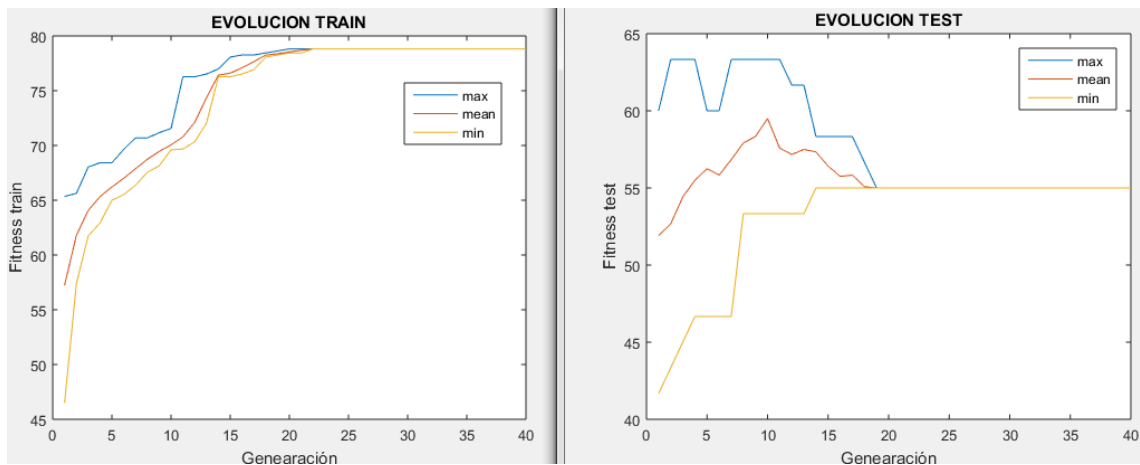 EVOLUCION TRAIN
80
75
70
65
60
55
50
45
0
5
10
15
20
25
30
35
40
Fitness train
Genearación
max
mean
min
EVOLUCION TEST
65
60
55
50
45
40
0
5
10
15
20
25
30
35
40
Fitness test
Genearación
max
mean
min